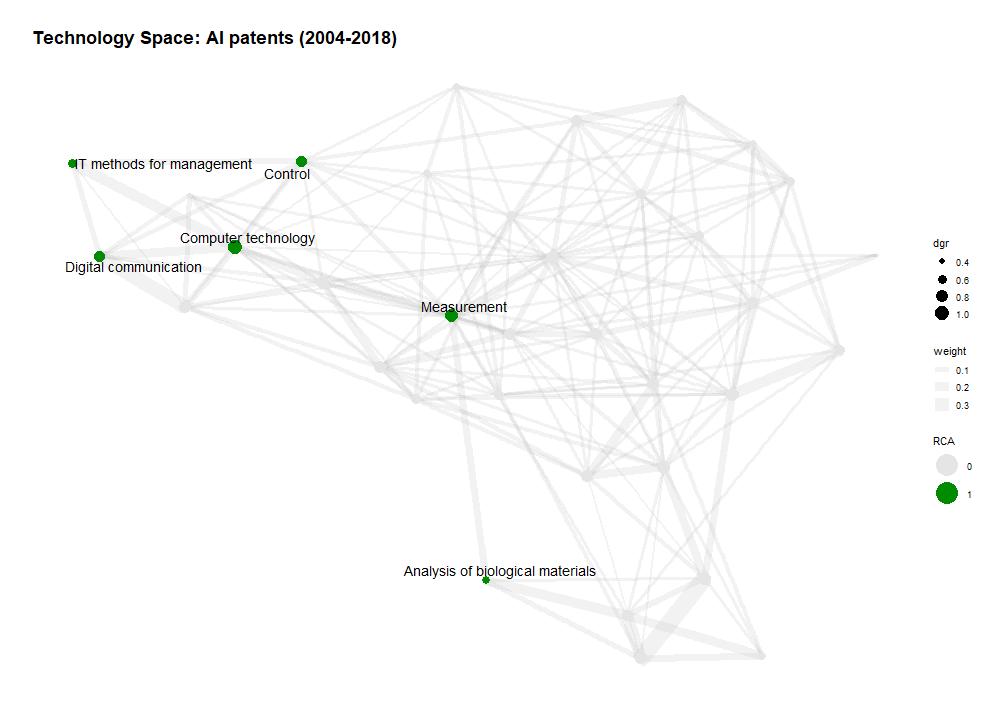 Technology Space: AI patents (2004-2018)
IT methods for management
Control
Computer technology
Digital communication
Measurement
Analysis of biological materials
dgr
0.4
0.6
0.8
1.0
weight
0.1
0.2
0.3
RCA
0
1